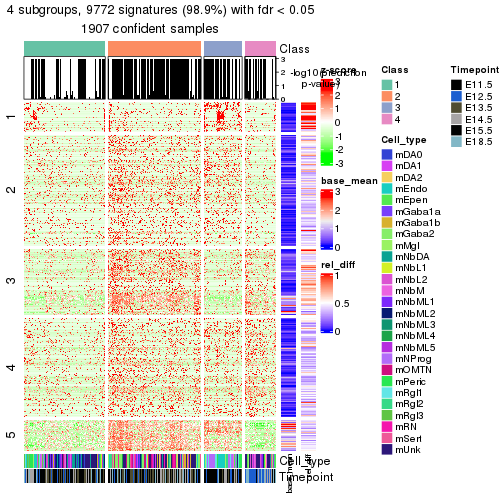 4 subgroups, 9772 signatures (98.9%) with fdr < 0.05
1907 confident samples
Class
3
2
1
0
-log10(prediction
p-value)
z-score
3
2
1
0
-1
-2
-3
base_mean
3
2
1
0
rel_diff
1
0.5
0
1
2
3
4
5
Cell_type
Timepoint
base_mean
rel_diff
Class
1
2
3
4
Cell_type
mDA0
mDA1
mDA2
mEndo
mEpen
mGaba1a
mGaba1b
mGaba2
mMgl
mNbDA
mNbL1
mNbL2
mNbM
mNbML1
mNbML2
mNbML3
mNbML4
mNbML5
mNProg
mOMTN
mPeric
mRgl1
mRgl2
mRgl3
mRN
mSert
mUnk
Timepoint
E11.5
E12.5
E13.5
E14.5
E15.5
E18.5